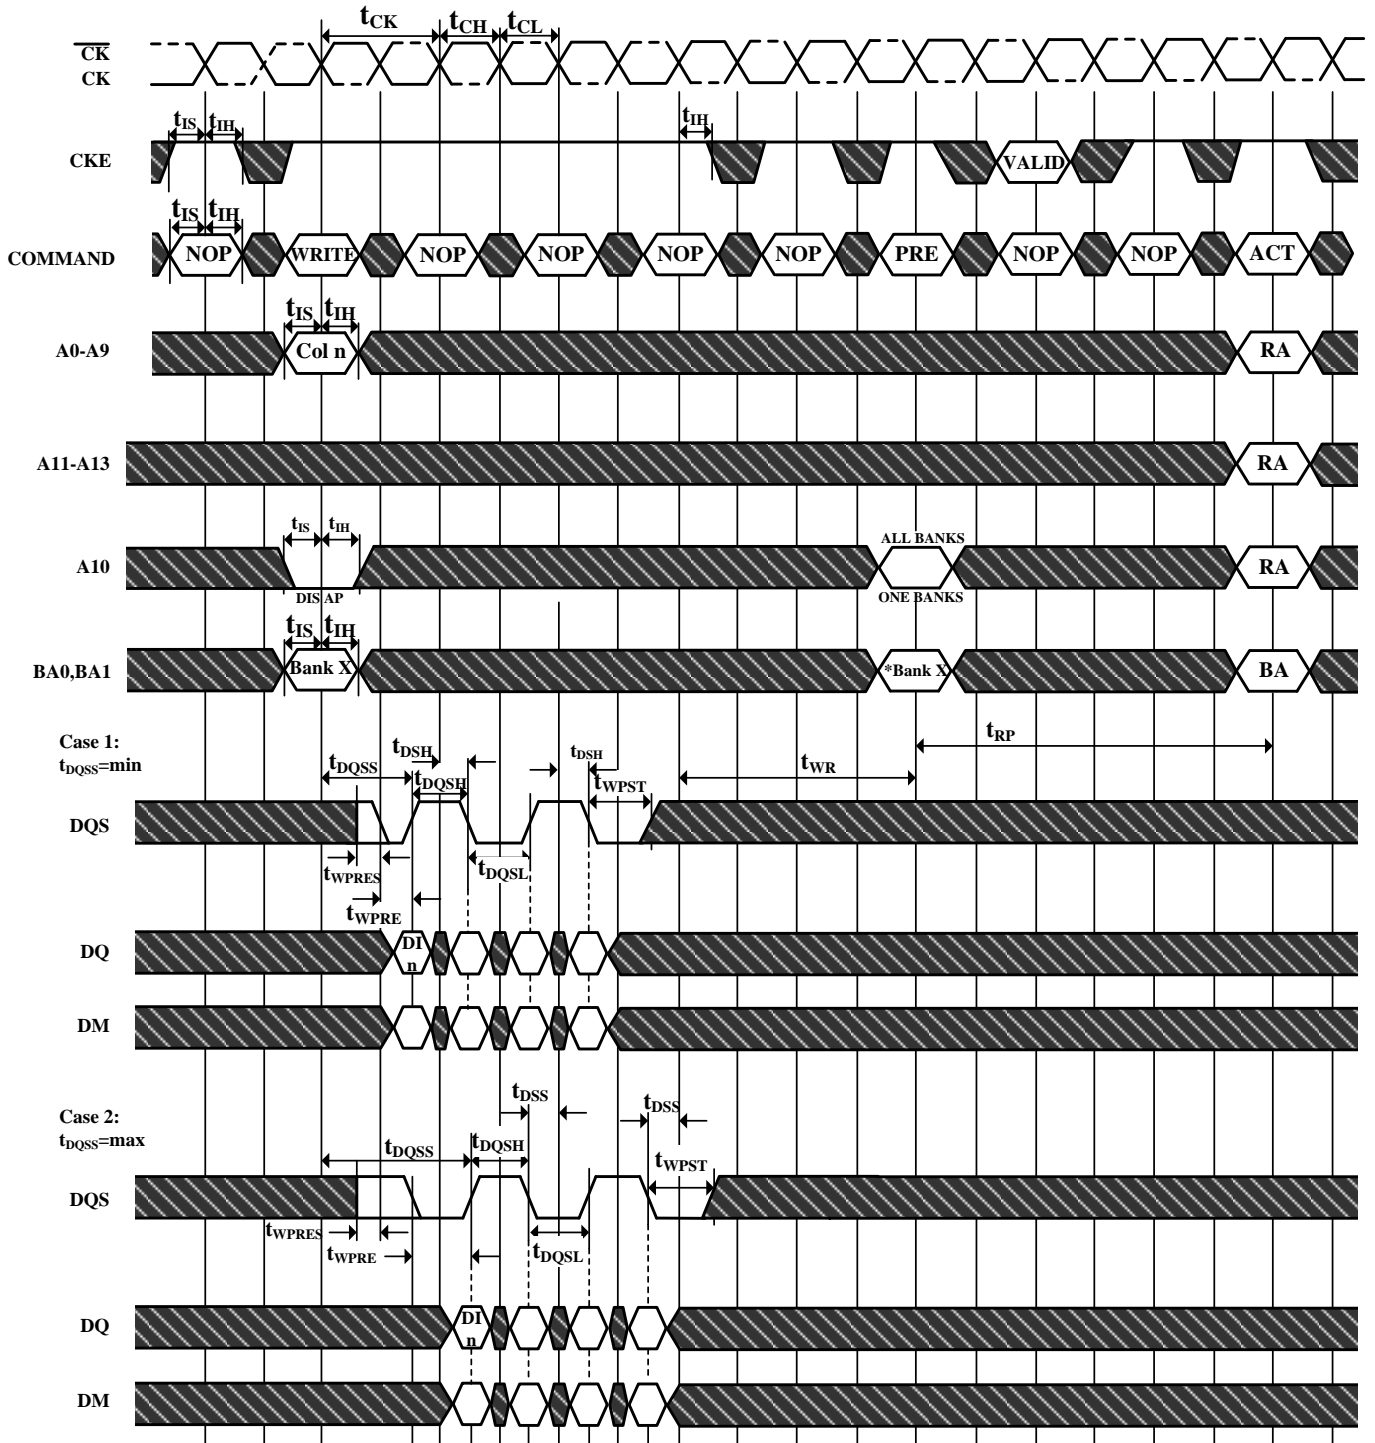 tCK tCH tCL
CK
CK
tIS tIH tIH
CKE VALID
tIS tIH
COMMAND NOP WRITE NOP NOP NOP NOP PRE NOP NOP ACT
tIS tIH
A0-A9 Col n RA
A11-A13 RA
tIS tIH ALL BANKS
A10 RA
DIS AP ONE BANKS
tIS tIH
BA0,BA1 Bank X *Bank X BA
Case 1:
tDQSS=min
tDSH tDSH tRP
tDQSS tDQSH tWPST tWR
DQS
tWPRES tDQSL
tWPRE
DQ DI
n
DM
tDSS tDSS
Case 2:
tDQSS=max
tDQSS tDQSH tWPST
DQS
tWPRES
tWPRE tDQSL
DQ DI
n
DM